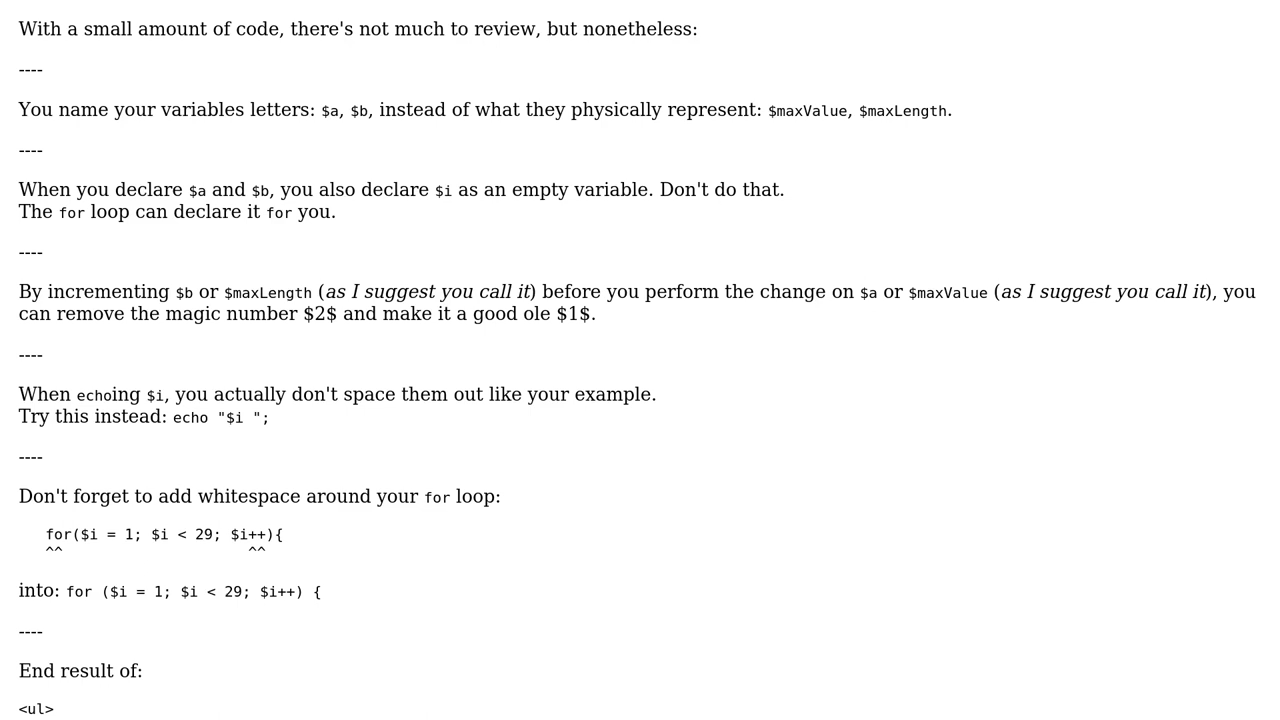 With a small amount of code, there's not much to review, but nonetheless:
----
You name your variables letters: $a, $b, instead of what they physically represent: $maxValue, $maxLength.
----
When you declare $a and $b, you also declare $i as an empty variable. Don't do that.
The for loop can declare it for you.
----
By incrementing $b or $maxLength (as I suggest you call it) before you perform the change on $a or $maxValue (as I suggest you call it), you
can remove the magic number $2$ and make it a good ole $1$.
----
When echoing $i, you actually don't space them out like your example.
Try this instead: echo "$i ";
----
Don't forget to add whitespace around your for loop:
   for($i = 1; $i < 29; $i++){
   ^^                     ^^
into: for ($i = 1; $i < 29; $i++) {
----
End result of:
<ul>